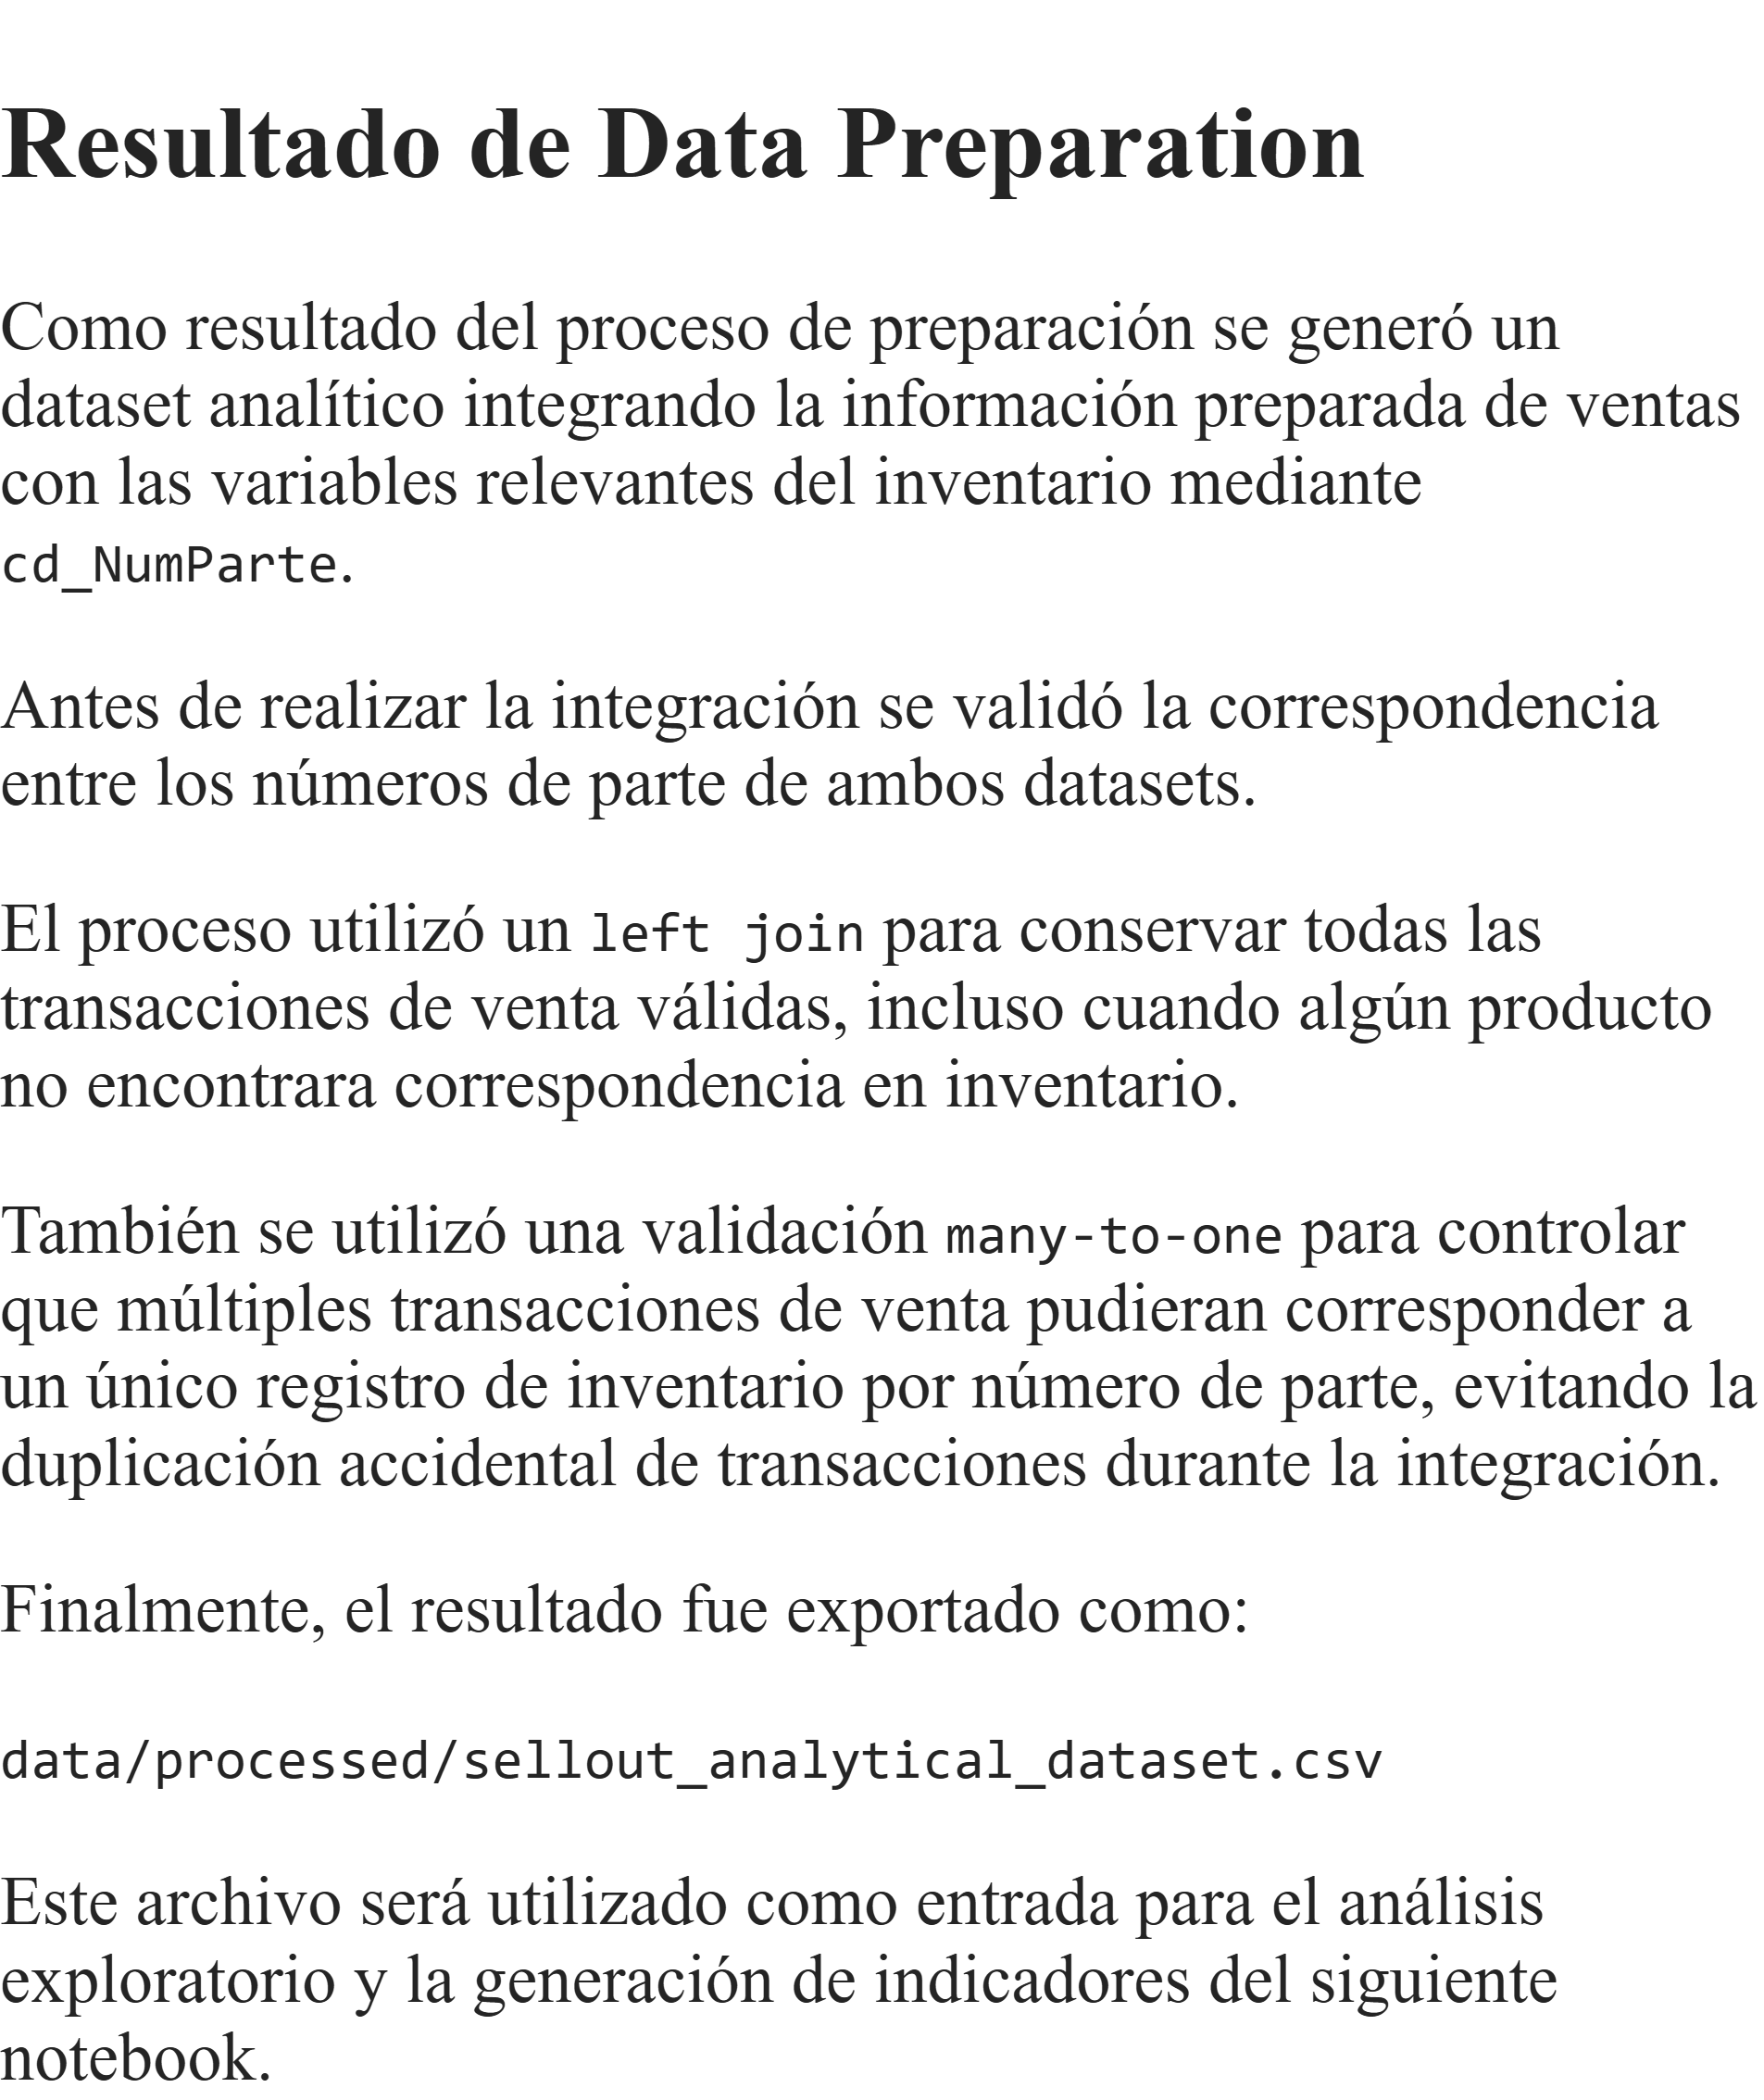 Resultado de Data Preparation
Como resultado del proceso de preparación se generó un
dataset analítico integrando la información preparada de ventas
con las variables relevantes del inventario mediante
cd_NumParte.
Antes de realizar la integración se validó la correspondencia
entre los números de parte de ambos datasets.
El proceso utilizó un left join para conservar todas las
transacciones de venta válidas, incluso cuando algún producto
no encontrara correspondencia en inventario.
También se utilizó una validación many-to-one para controlar
que múltiples transacciones de venta pudieran corresponder a
un único registro de inventario por número de parte, evitando la
duplicación accidental de transacciones durante la integración.
Finalmente, el resultado fue exportado como:
data/processed/sellout_analytical_dataset.csv
Este archivo será utilizado como entrada para el análisis
exploratorio y la generación de indicadores del siguiente
notebook.